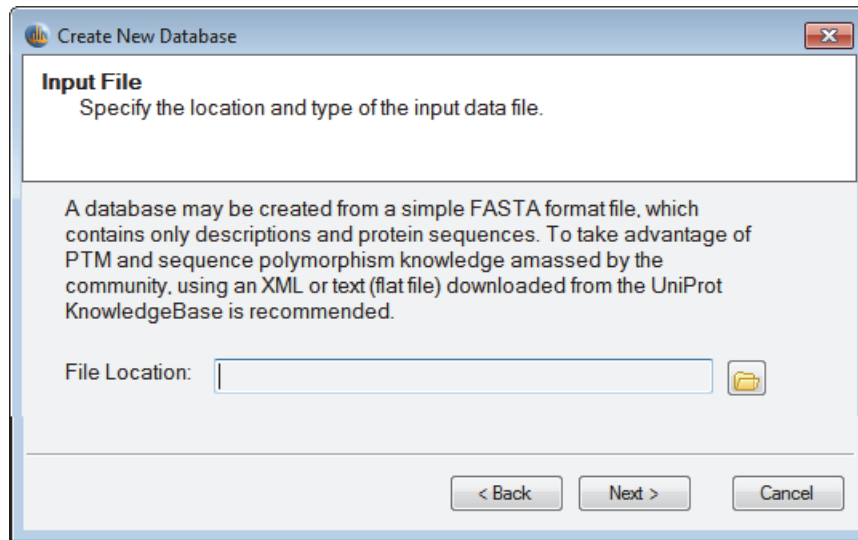 Create New Database
Input File
Specify the location and type of the input data file.
A database may be created from a simple FASTA format file, which
contains only descriptions and protein sequences. To take advantage of
PTM and sequence polymorphism knowledge amassed by the
community, using an XML or text (flat file) downloaded from the UniProt
KnowledgeBase is recommended.
File Location:
< Back Next > Cancel